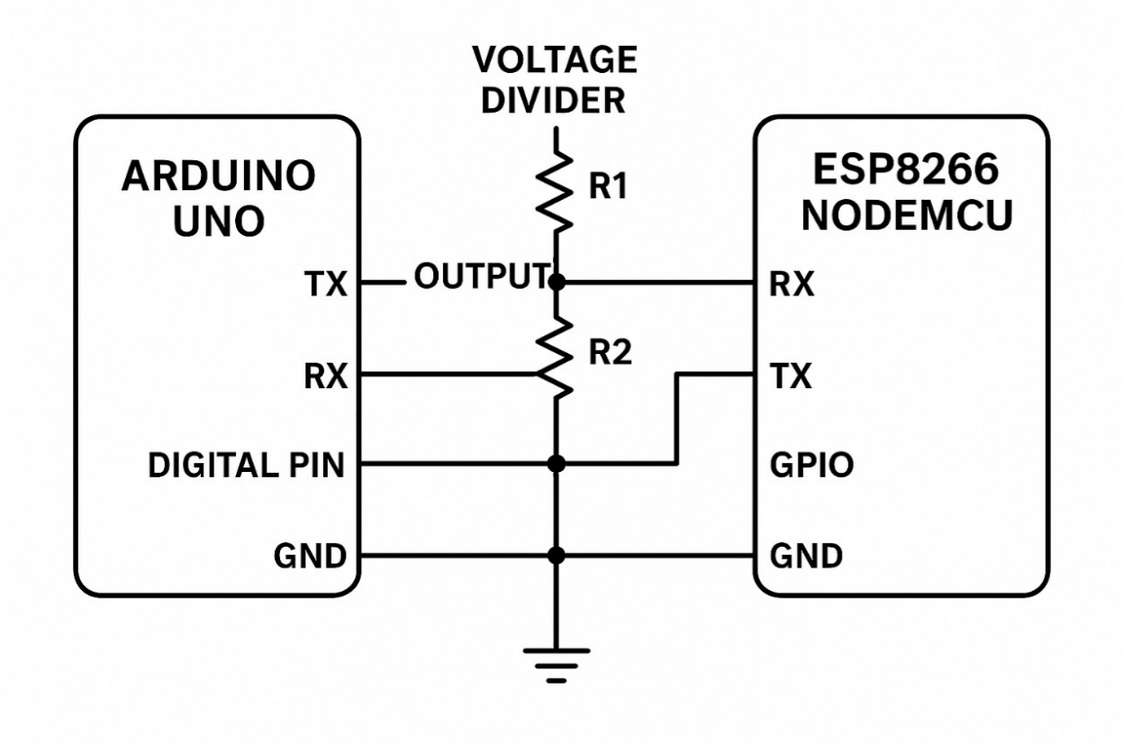 VOLTAGE
DIVIDER
ARDUINO
UNO
R1
ESP8266
NODEMCU
TX
OUTPUT
RX
R2
RX
TX
DIGITAL PIN
GPIO
GND
GND